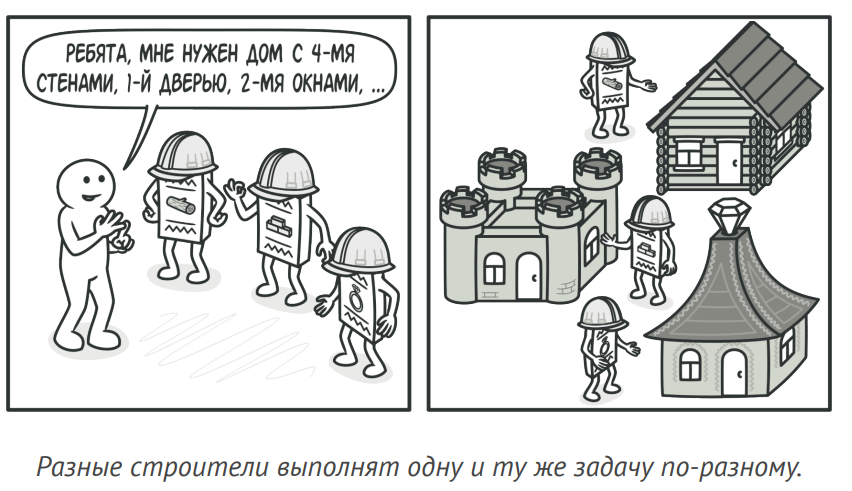 РЕБЯТА, МНЕ НУЖЕН ДОМ С 4-МЯ
СТЕНАМИ, 1-Й ДВЕРЬЮ, 2-МЯ ОКНАМИ, ...
Разные строители выполнят одну и ту же задачу по-разному.